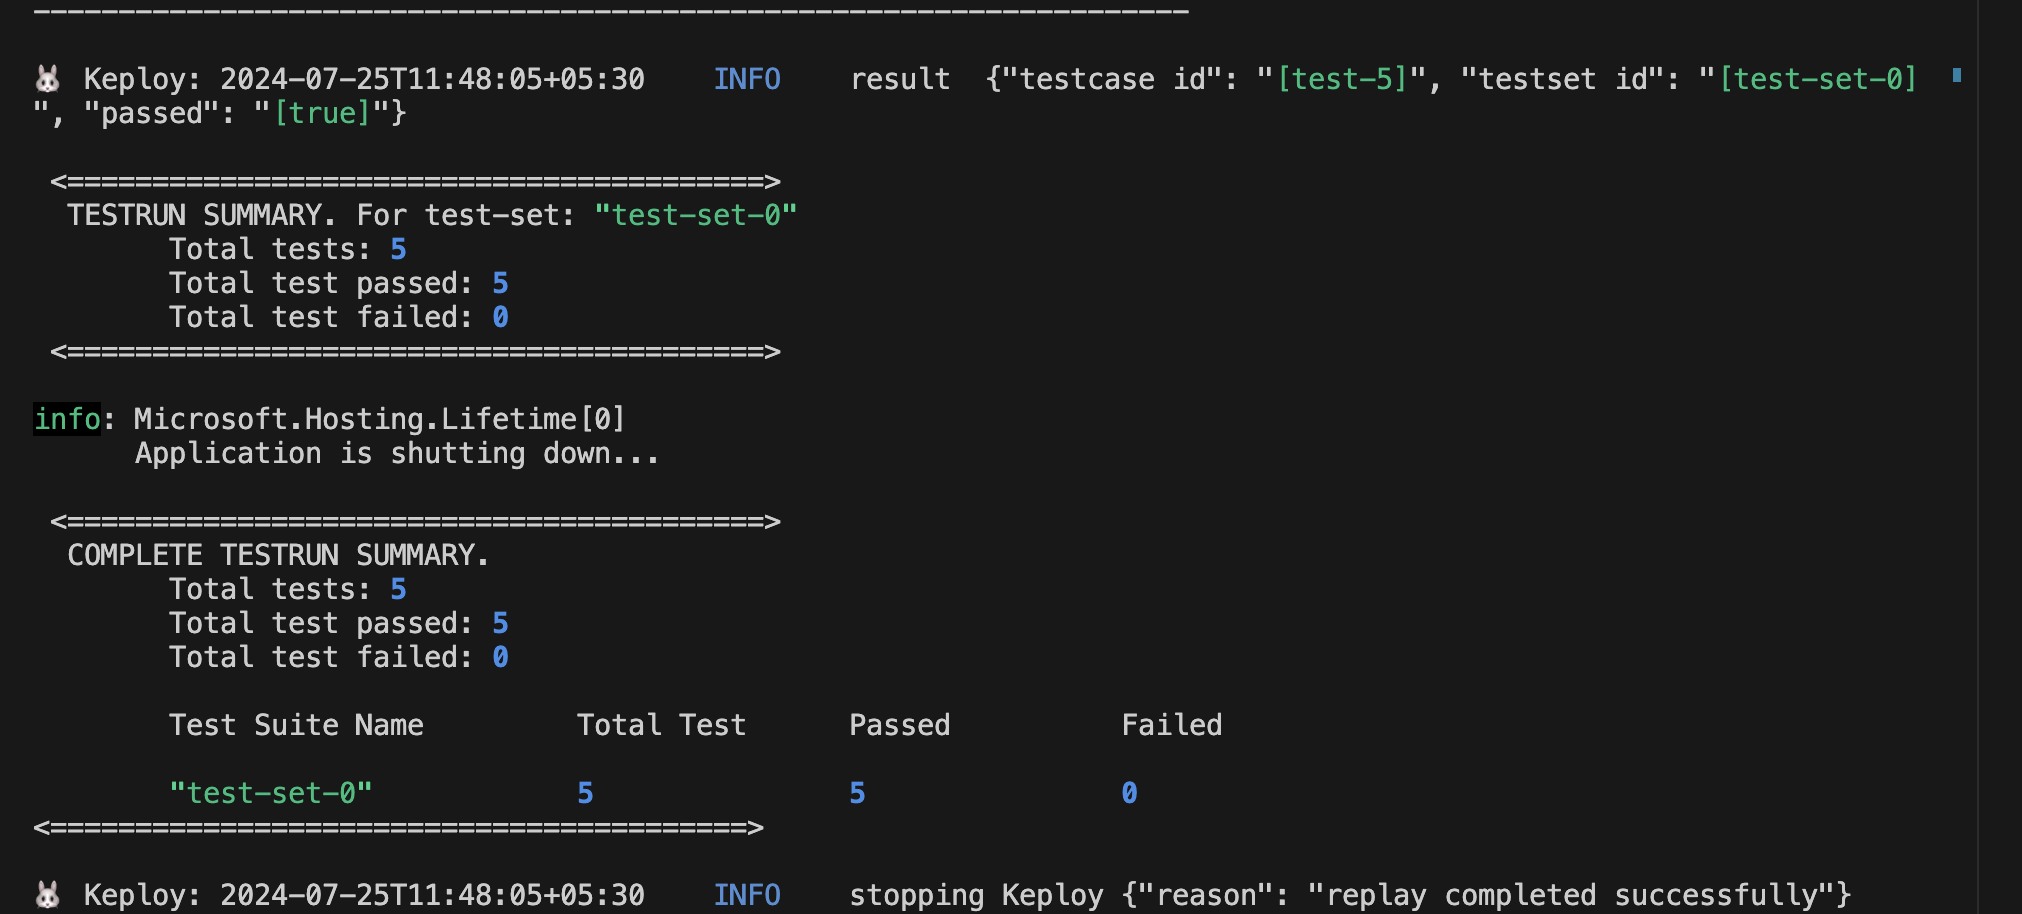 🐰 Keploy: 2024-07-25T11:48:05+05:30    INFO    result  {"testcase id": "[test-5]", "testset id": "[test-set-0]
", "passed": "[true]"}
<=========================================>
TESTRUN SUMMARY. For test-set: "test-set-0"
Total tests: 5
Total test passed: 5
Total test failed: 0
<=========================================>
info: Microsoft.Hosting.Lifetime[0]
Application is shutting down...
<=========================================>
COMPLETE TESTRUN SUMMARY.
Total tests: 5
Total test passed: 5
Total test failed: 0
Test Suite Name         Total Test      Passed          Failed
"test-set-0"            5               5               0
<=========================================>
🐰 Keploy: 2024-07-25T11:48:05+05:30    INFO    stopping Keploy {"reason": "replay completed successfully"}